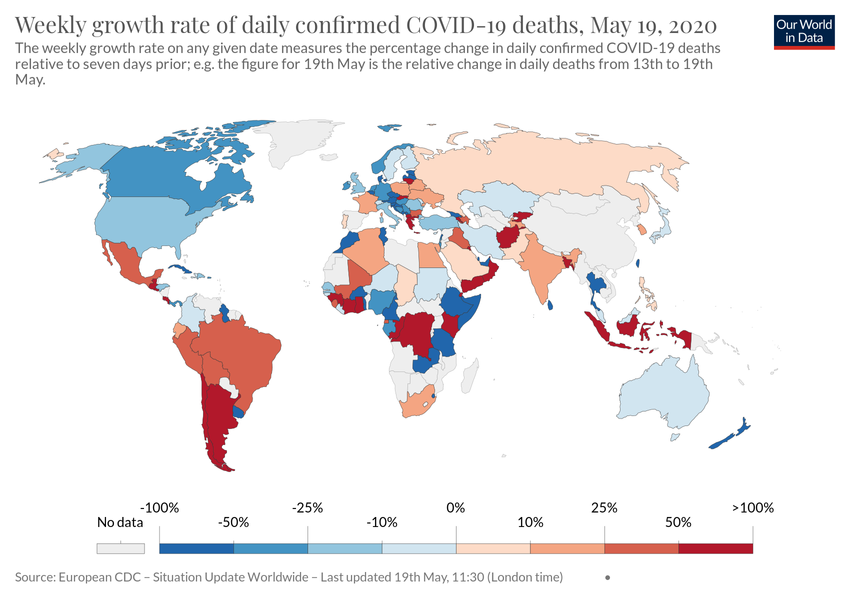 Weekly growth rate of daily confirmed COVID-19 deaths, May 19, 2020
Our World
in Data
The weekly growth rate on any given date measures the percentage change in daily confirmed COVID-19 deaths
relative to seven days prior; e.g. the figure for 19th May is the relative change in daily deaths from 13th to 19th
May.
-100% -25% 0% 25% >100%
No data -50% -10% 10% 50%
Source: European CDC – Situation Update Worldwide – Last updated 19th May, 11:30 (London time) •